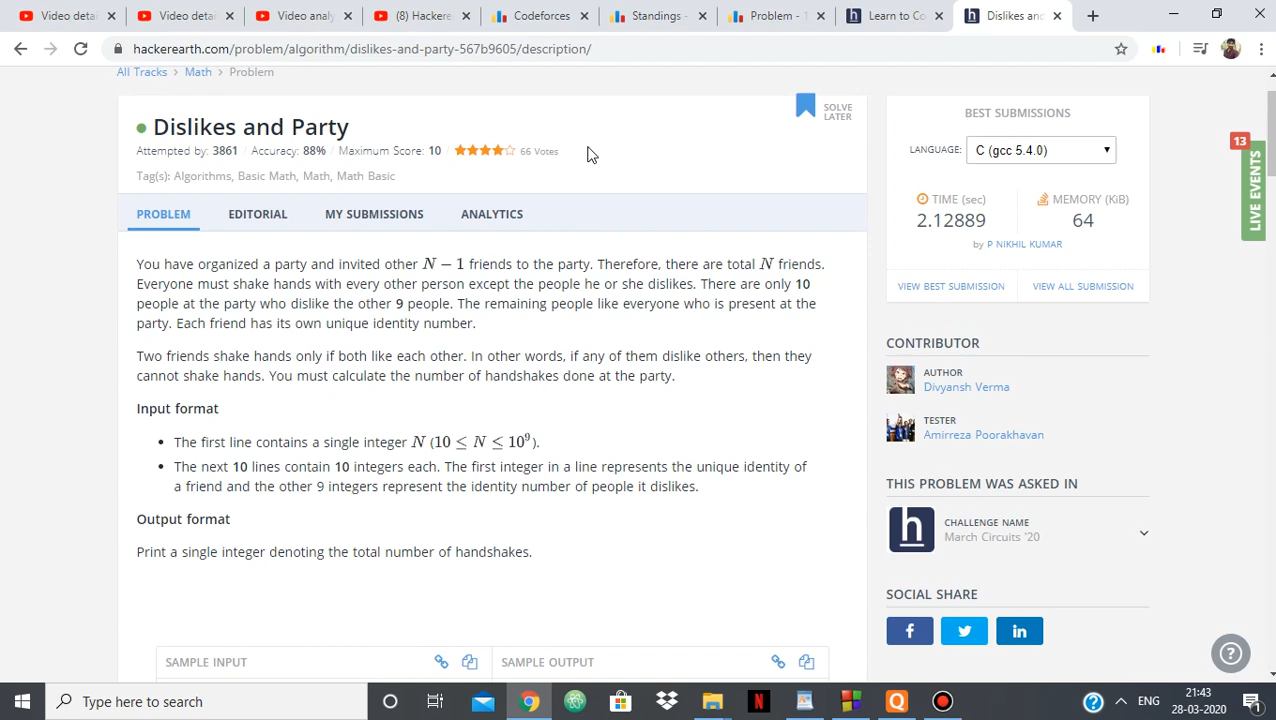 Video deta
Video deta
Video anal
(8) Hackere
Codeforces
Standings -
Problem - 1
Learn to Co
Dislikes and
hackerearth.com/problem/algorithm/dislikes-and-party-567b9605/description/
All Tracks > Math > Problem
Dislikes and Party
SOLVE
LATER
Attempted by: 3861 / Accuracy: 88% / Maximum Score: 10 / 66 Votes
Tag(s): Algorithms, Basic Math, Math, Math Basic
PROBLEM EDITORIAL MY SUBMISSIONS ANALYTICS
You have organized a party and invited other N − 1 friends to the party. Therefore, there are total N friends.
Everyone must shake hands with every other person except the people he or she dislikes. There are only 10
people at the party who dislike the other 9 people. The remaining people like everyone who is present at the
party. Each friend has its own unique identity number.
Two friends shake hands only if both like each other. In other words, if any of them dislike others, then they
cannot shake hands. You must calculate the number of handshakes done at the party.
Input format
• The first line contains a single integer N (10 ≤ N ≤ 10⁹).
• The next 10 lines contain 10 integers each. The first integer in a line represents the unique identity of
a friend and the other 9 integers represent the identity number of people it dislikes.
Output format
Print a single integer denoting the total number of handshakes.
SAMPLE INPUT
SAMPLE OUTPUT
BEST SUBMISSIONS
LANGUAGE: C (gcc 5.4.0)
TIME (sec) MEMORY (KiB)
2.12889 64
by P NIKHIL KUMAR
VIEW BEST SUBMISSION VIEW ALL SUBMISSION
CONTRIBUTOR
AUTHOR
Divyansh Verma
TESTER
Amirreza Poorakhavan
THIS PROBLEM WAS ASKED IN
h
CHALLENGE NAME
March Circuits '20
SOCIAL SHARE
13
LIVE EVENTS
Type here to search
ENG
21:43
28-03-2020
1